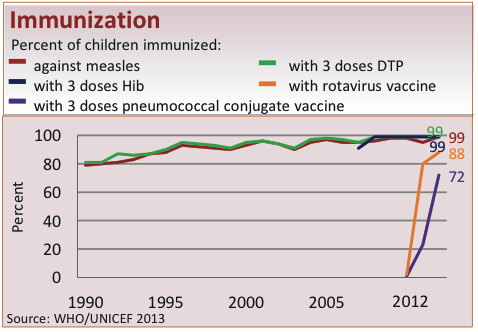 Immunization
Percent of children immunized:
against measles
with 3 doses DTP
with 3 doses Hib
with rotavirus vaccine
with 3 doses pneumococcal conjugate vaccine
Percent
100
80
60
40
20
0
99
99
99
88
72
1990 1995 2000 2005 2012
Source: WHO/UNICEF 2013